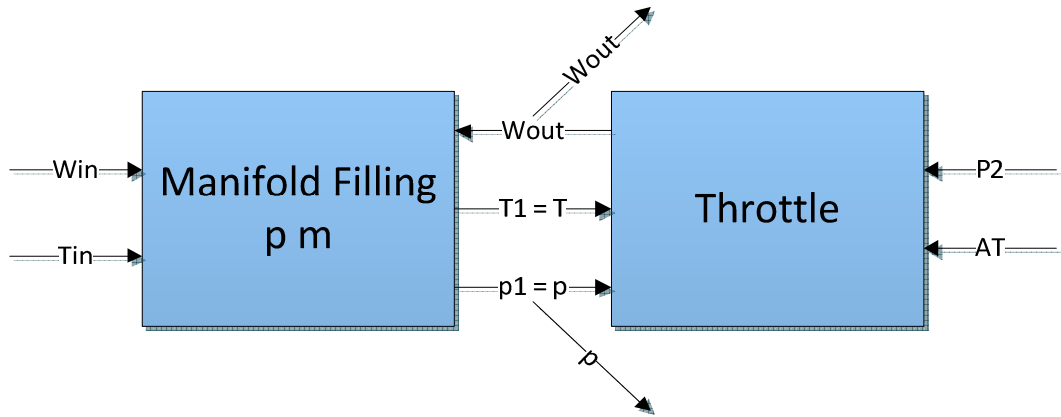 Wout
Wout
Win
Manifold Filling
p m
T1 = T
Throttle
P2
Tin
AT
p1 = p
p